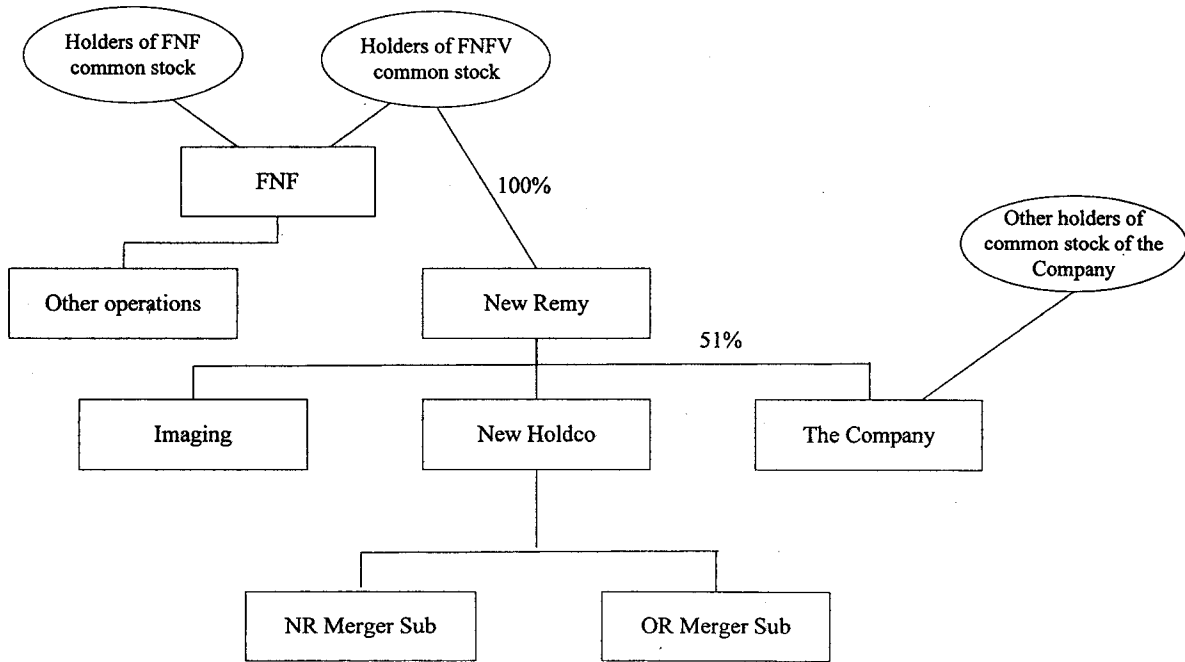 Holders of FNF
common stock
Holders of FNFV
common stock
FNF
100%
Other holders of
common stock of the
Company
Other operations
New Remy
51%
Imaging
New Holdco
The Company
NR Merger Sub
OR Merger Sub